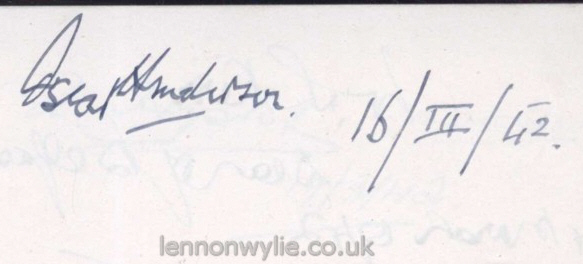 Oscar Henderson. 16/III/42.
lennonwylie.co.uk